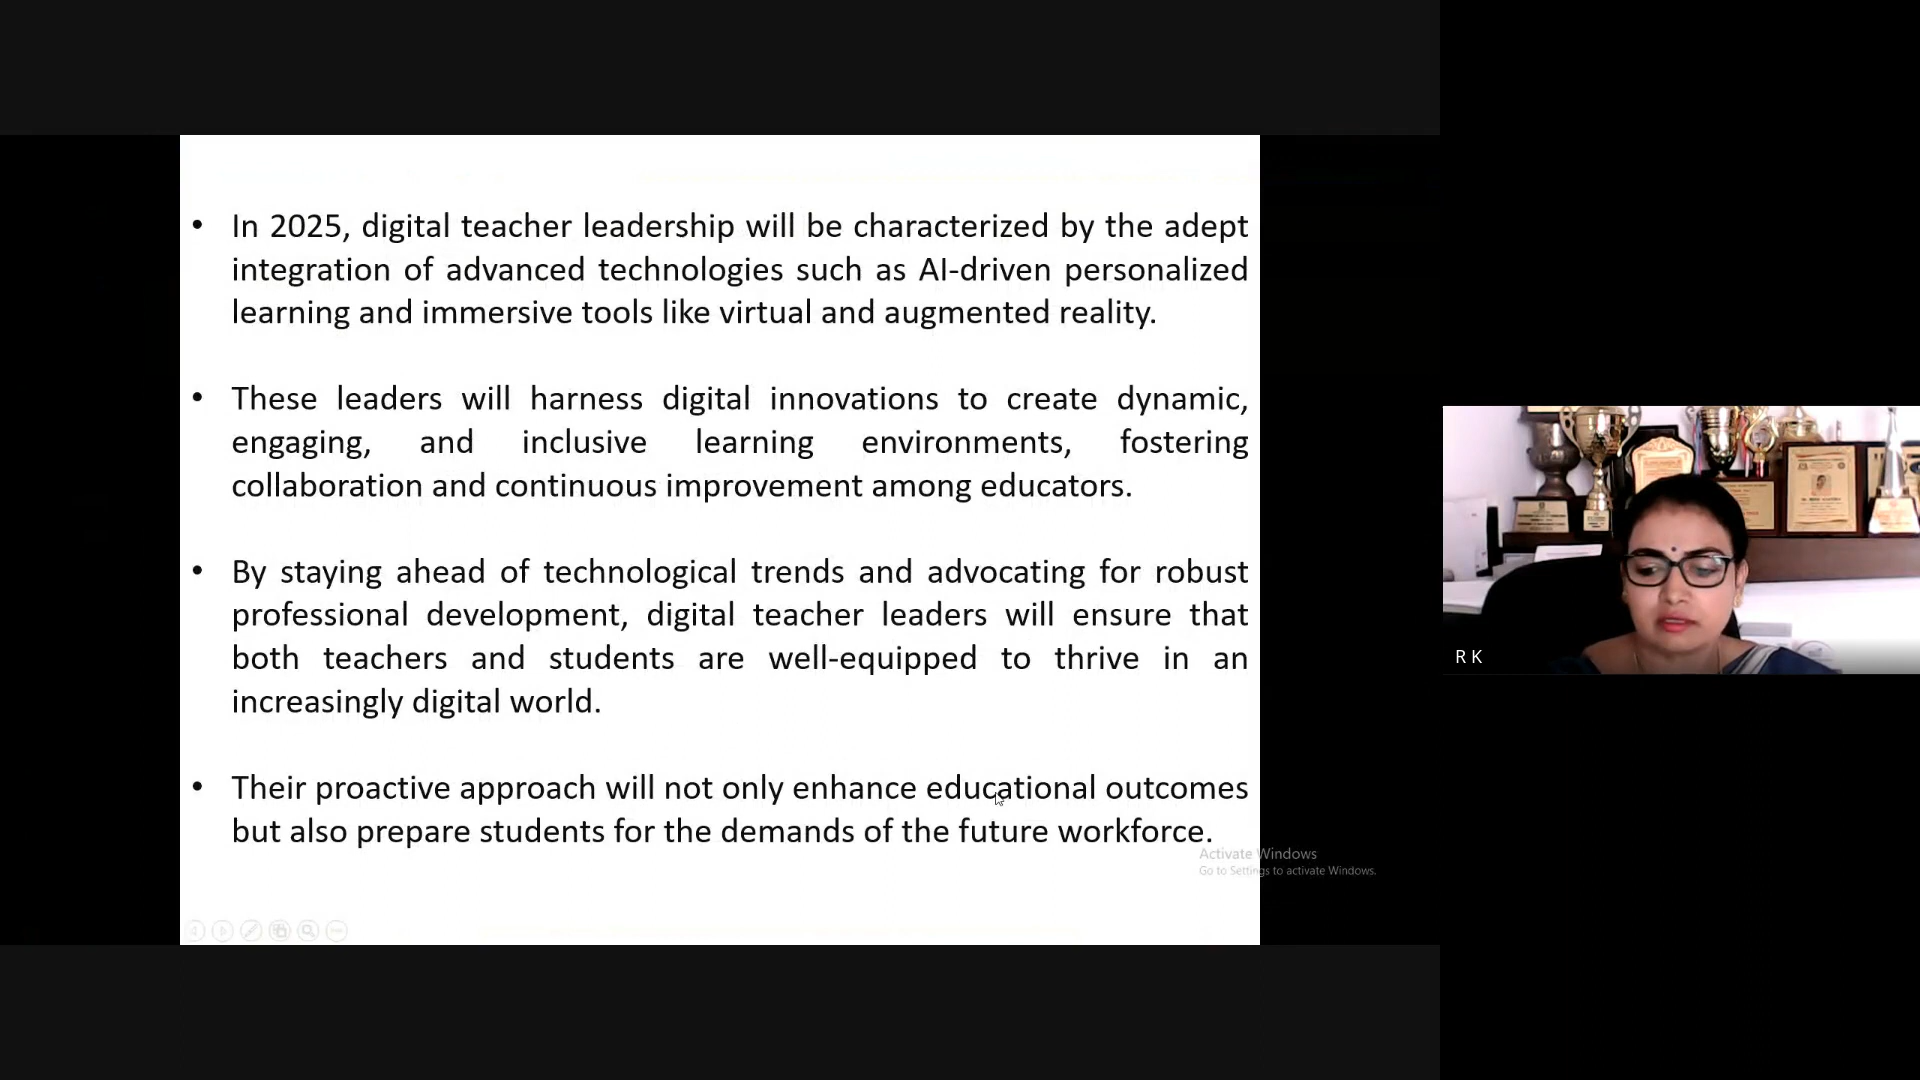 • In 2025, digital teacher leadership will be characterized by the adept
integration of advanced technologies such as AI-driven personalized
learning and immersive tools like virtual and augmented reality.
• These leaders will harness digital innovations to create dynamic,
engaging, and inclusive learning environments, fostering
collaboration and continuous improvement among educators.
• By staying ahead of technological trends and advocating for robust
professional development, digital teacher leaders will ensure that
both teachers and students are well-equipped to thrive in an
increasingly digital world.
• Their proactive approach will not only enhance educational outcomes
but also prepare students for the demands of the future workforce.
Activate Windows
Go to Settings to activate Windows.
R K